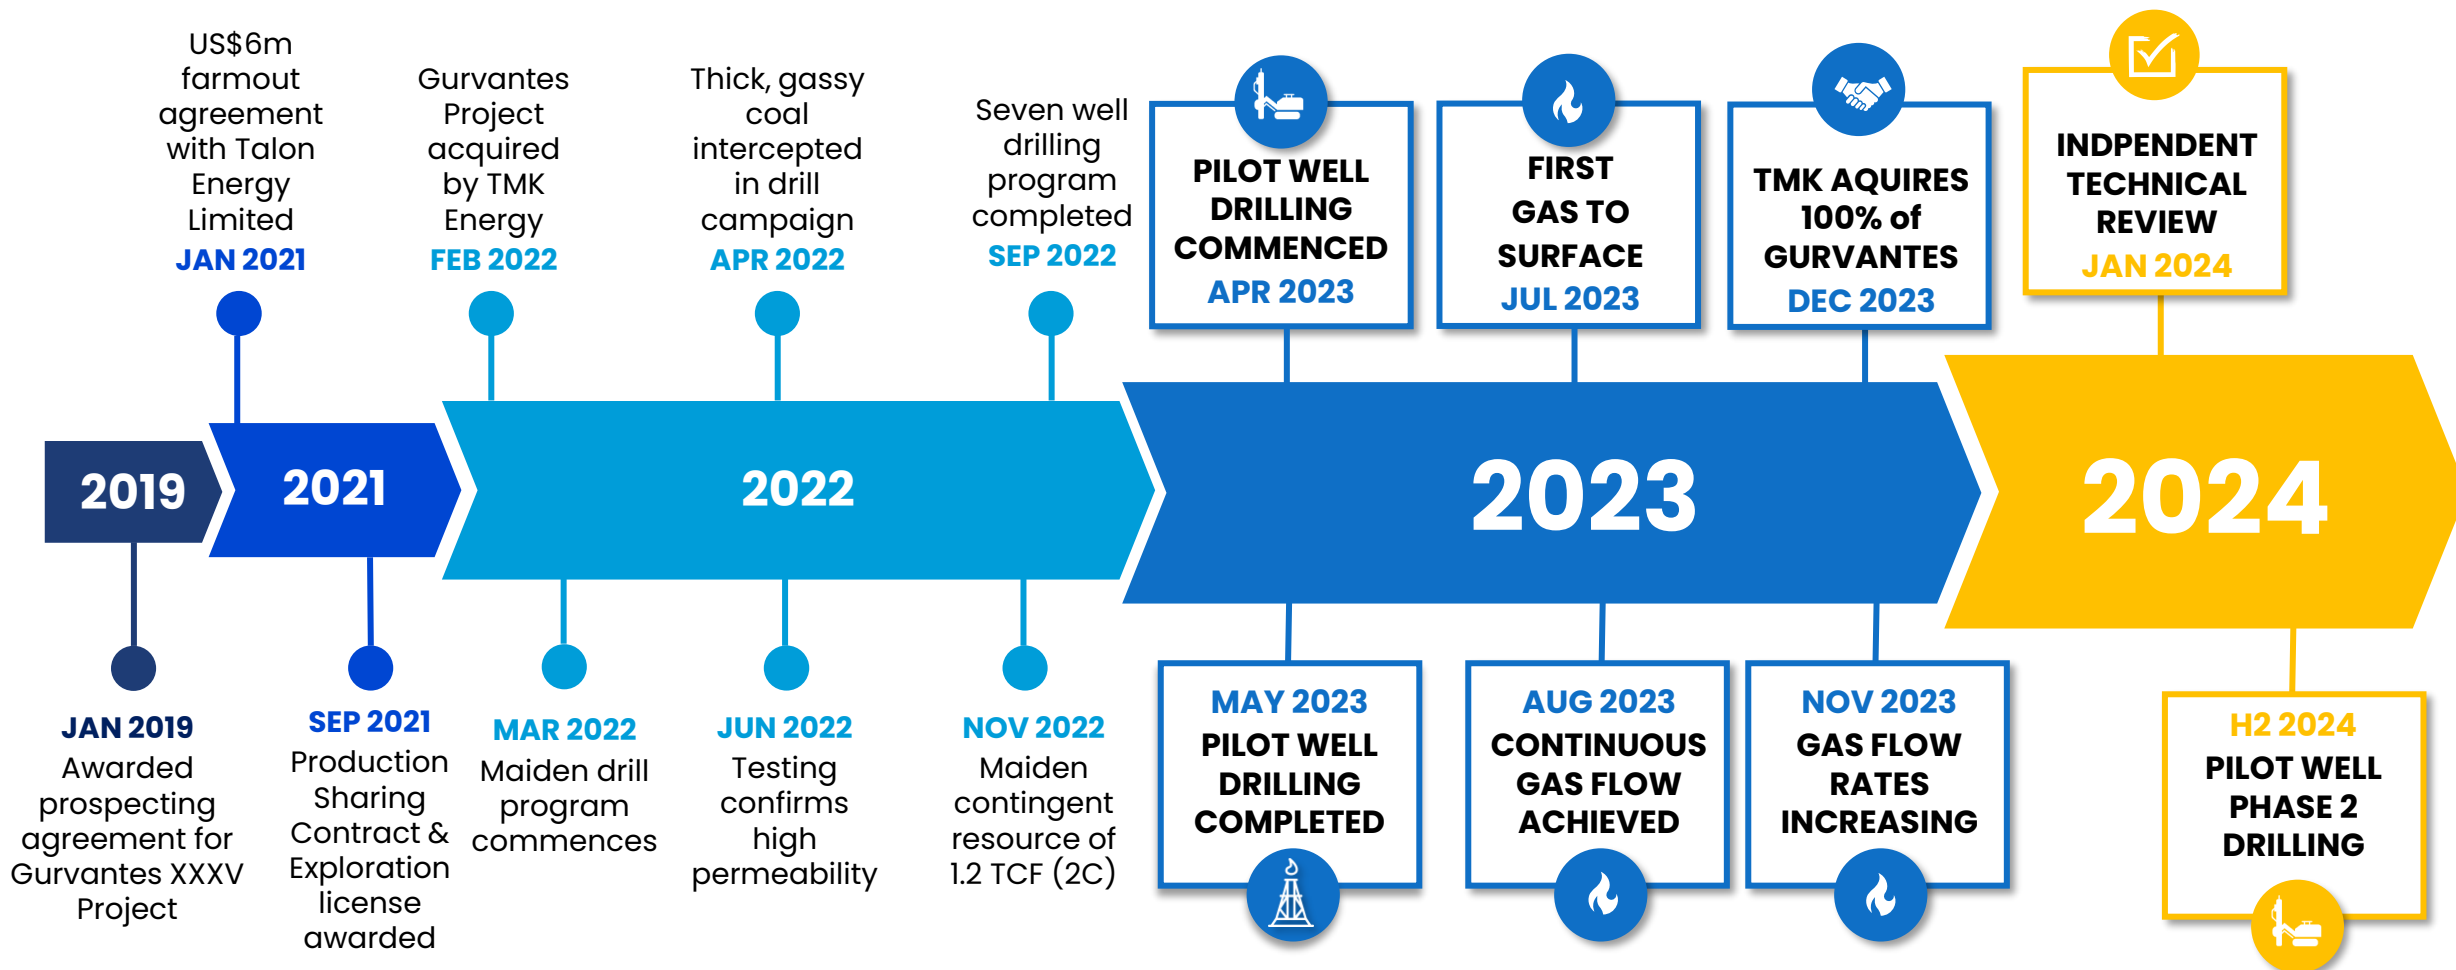 US$6m
farmout
agreement
with Talon
Energy
Limited
JAN 2021
Gurvantes
Project
acquired
by TMK
Energy
FEB 2022
Thick, gassy
coal
intercepted
in drill
campaign
APR 2022
Seven well
drilling
program
completed
SEP 2022
PILOT WELL
DRILLING
COMMENCED
APR 2023
FIRST
GAS TO
SURFACE
JUL 2023
TMK AQUIRES
100% of
GURVANTES
DEC 2023
INDPENDENT
TECHNICAL
REVIEW
JAN 2024
2019
2021
2022
2023
2024
JAN 2019
Awarded
prospecting
agreement for
Gurvantes XXXV
Project
SEP 2021
Production
Sharing
Contract &
Exploration
license
awarded
MAR 2022
Maiden drill
program
commences
JUN 2022
Testing
confirms
high
permeability
NOV 2022
Maiden
contingent
resource of
1.2 TCF (2C)
MAY 2023
PILOT WELL
DRILLING
COMPLETED
AUG 2023
CONTINUOUS
GAS FLOW
ACHIEVED
NOV 2023
GAS FLOW
RATES
INCREASING
H2 2024
PILOT WELL
PHASE 2
DRILLING